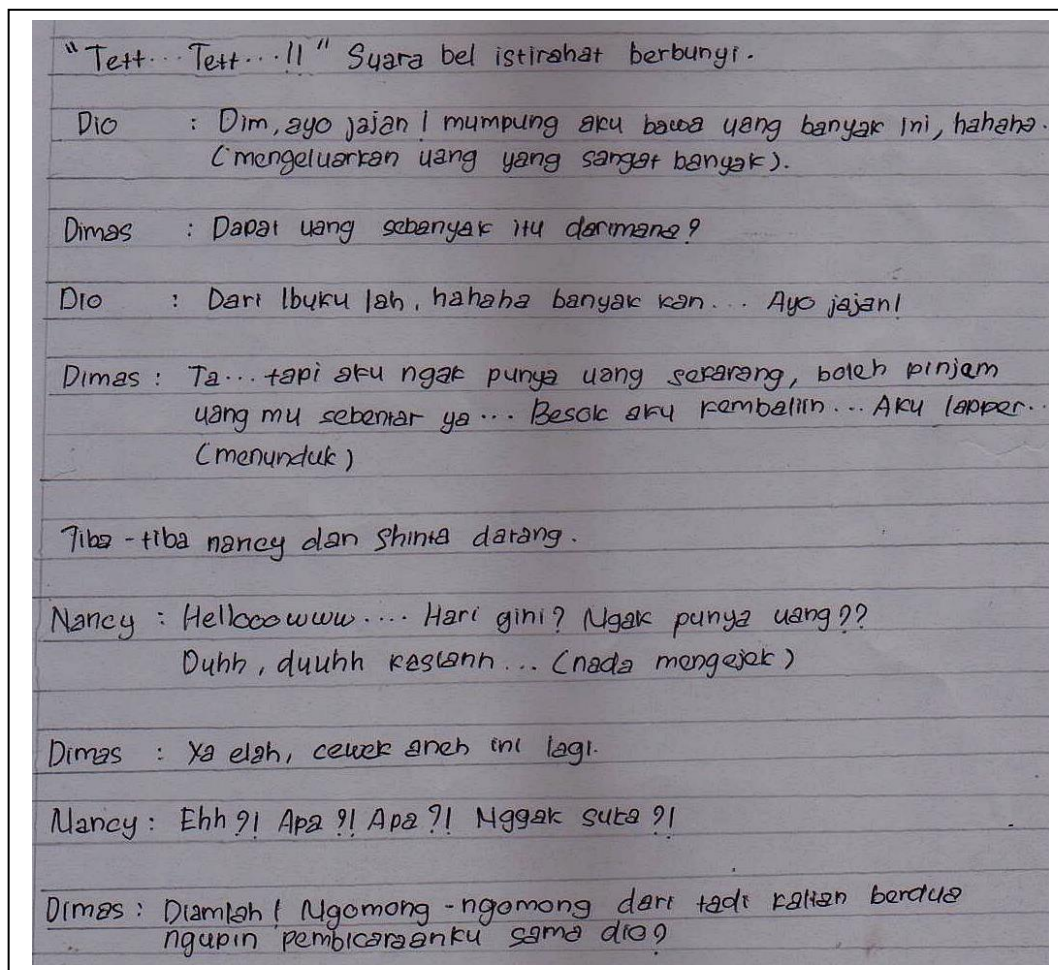 "Tett... Tett...!!" Suara bel istirahat berbunyi.
Dio : Dim, ayo jajan! mumpung aku bawa uang banyak ini, hahaha.
(mengeluarkan uang yang sangat banyak).
Dimas : Dapat uang sebanyak itu darimana?
Dio : Dari Ibuku lah, hahaha banyak kan... Ayo jajan!
Dimas : Ta... tapi aku ngak punya uang sekarang, boleh pinjam
uang mu sebentar ya... Besok aku kembaliin... Aku lapper..
(menunduk)
Tiba-tiba nancy dan Shinta datang.
Nancy : Hellooowww.... Hari gini? Ngak punya uang??
Duhh, duuhh kasiann... (nada mengejek)
Dimas : Ya elah, cewek aneh ini lagi.
Nancy : Ehh?! Apa?! Apa?! Nggak suka?!
Dimas : Diamlah! Ngomong-ngomong dari tadi kalian berdua
ngupin pembicaraanku sama dio?